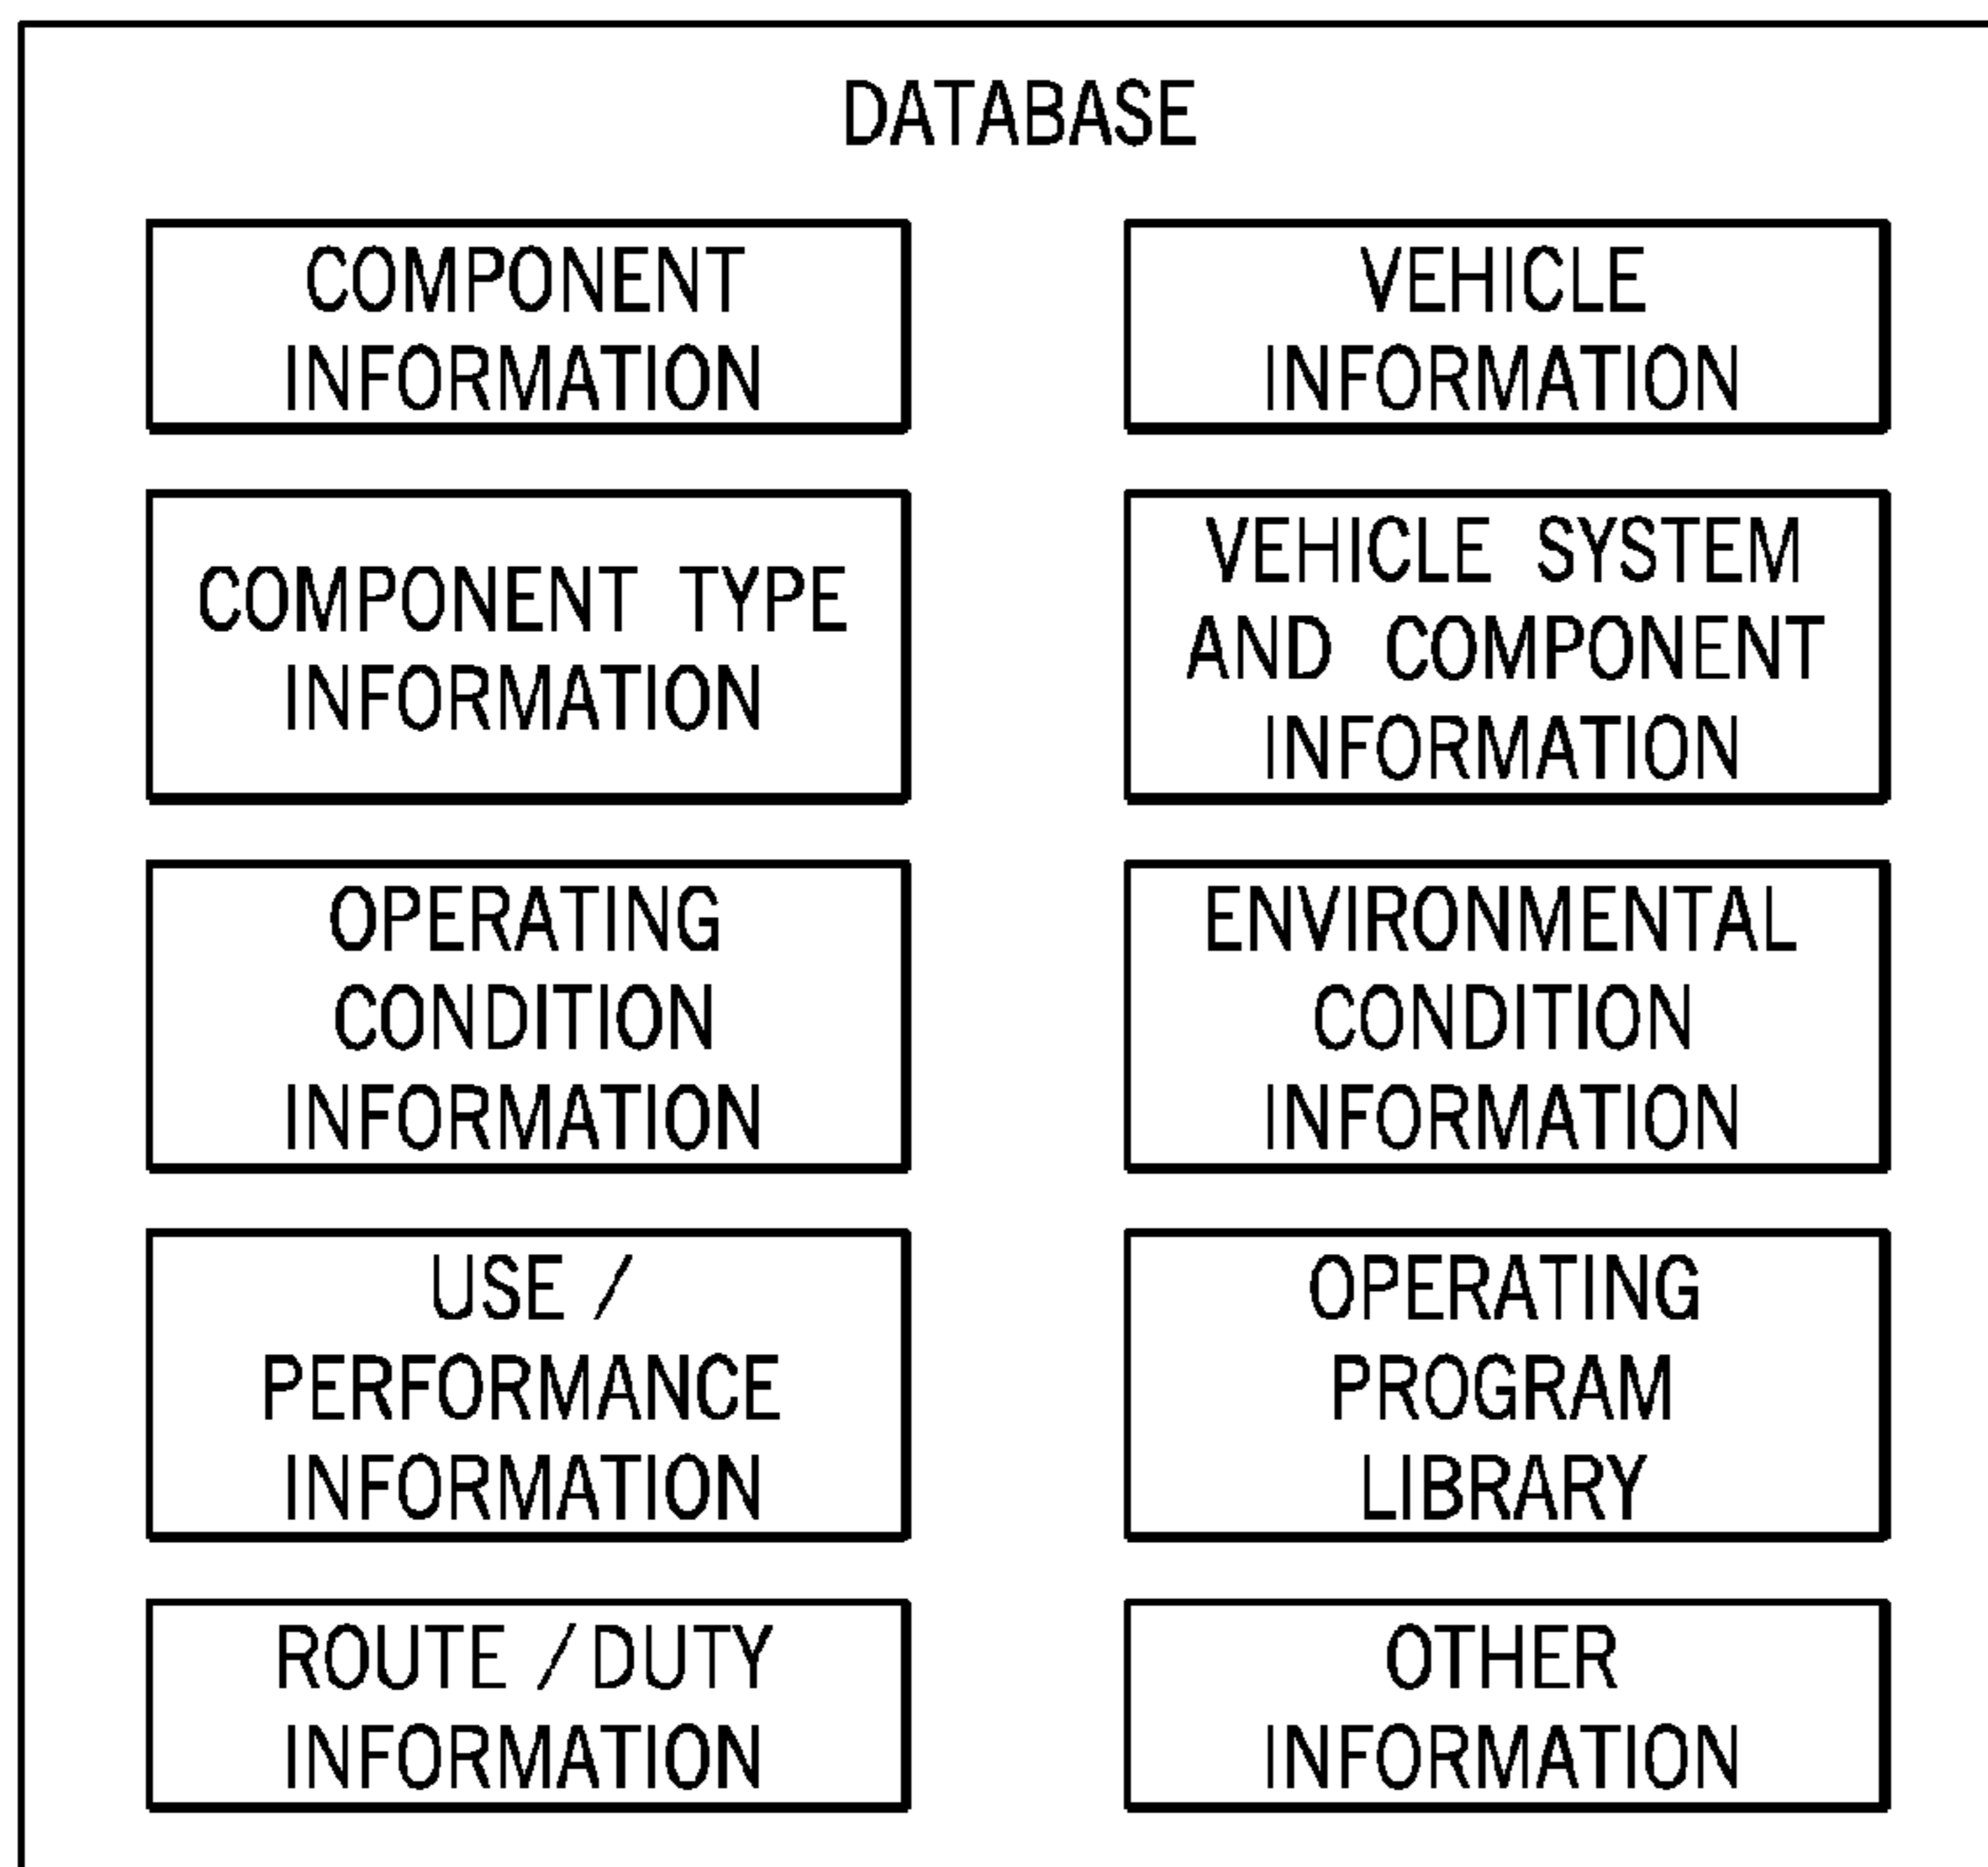 DATABASE
COMPONENT
INFORMATION
VEHICLE
INFORMATION
COMPONENT TYPE
INFORMATION
VEHICLE SYSTEM
AND COMPONENT
INFORMATION
OPERATING
CONDITION
INFORMATION
ENVIRONMENTAL
CONDITION
INFORMATION
USE /
PERFORMANCE
INFORMATION
OPERATING
PROGRAM
LIBRARY
ROUTE / DUTY
INFORMATION
OTHER
INFORMATION